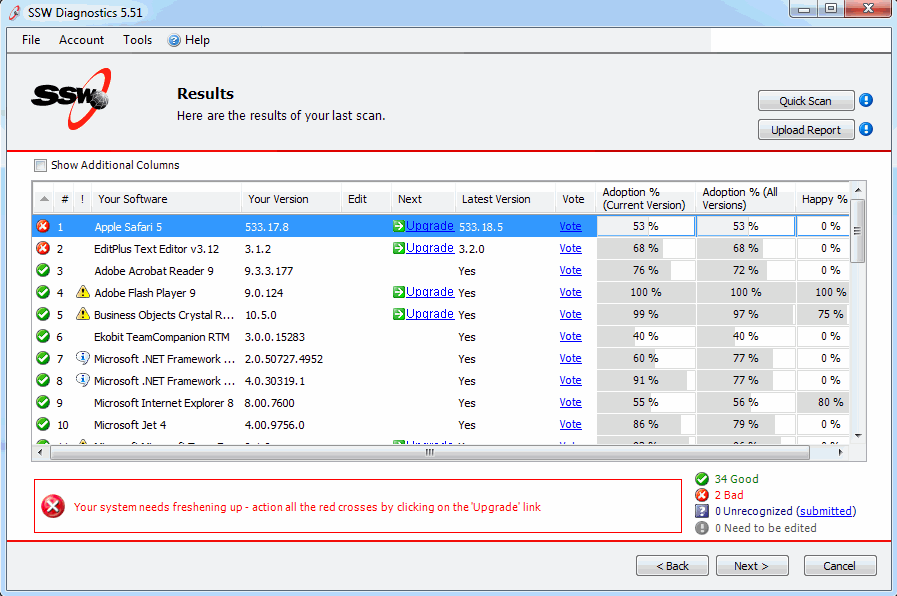 SSW Diagnostics 5.51
File Account Tools Help
SSW
Results
Here are the results of your last scan.
Quick Scan
Upload Report
Show Additional Columns
# ! Your Software Your Version Edit Next Latest Version Vote Adoption % (Current Version) Adoption % (All Versions) Happy %
1 Apple Safari 5 533.17.8 Upgrade 533.18.5 Vote 53 % 53 % 0 %
2 EditPlus Text Editor v3.12 3.1.2 Upgrade 3.2.0 Vote 68 % 68 % 0 %
3 Adobe Acrobat Reader 9 9.3.3.177 Yes Vote 76 % 72 % 0 %
4 Adobe Flash Player 9 9.0.124 Upgrade Yes Vote 100 % 100 % 100 %
5 Business Objects Crystal R... 10.5.0 Upgrade Yes Vote 99 % 97 % 75 %
6 Ekobit TeamCompanion RTM 3.0.0.15283 Yes Vote 40 % 40 % 0 %
7 Microsoft .NET Framework ... 2.0.50727.4952 Yes Vote 60 % 77 % 0 %
8 Microsoft .NET Framework ... 4.0.30319.1 Yes Vote 91 % 77 % 0 %
9 Microsoft Internet Explorer 8 8.00.7600 Yes Vote 55 % 56 % 80 %
10 Microsoft Jet 4 4.00.9756.0 Yes Vote 86 % 79 % 0 %
Your system needs freshening up - action all the red crosses by clicking on the 'Upgrade' link
34 Good
2 Bad
0 Unrecognized (submitted)
0 Need to be edited
< Back Next > Cancel